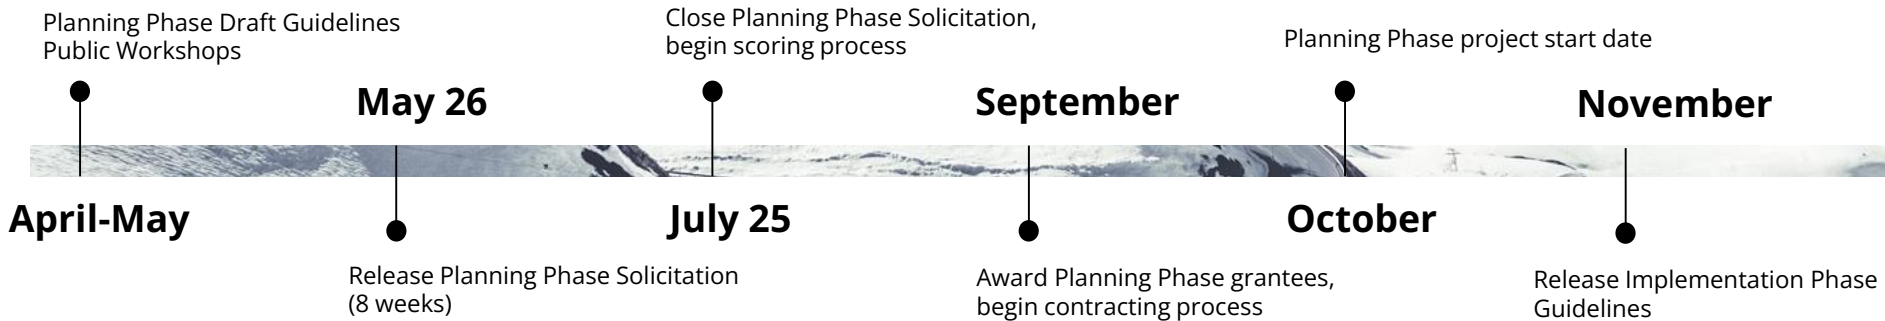 Planning Phase Draft Guidelines
Public Workshops
April-May
May 26
Release Planning Phase Solicitation
(8 weeks)
Close Planning Phase Solicitation,
begin scoring process
July 25
September
Award Planning Phase grantees,
begin contracting process
Planning Phase project start date
October
November
Release Implementation Phase
Guidelines